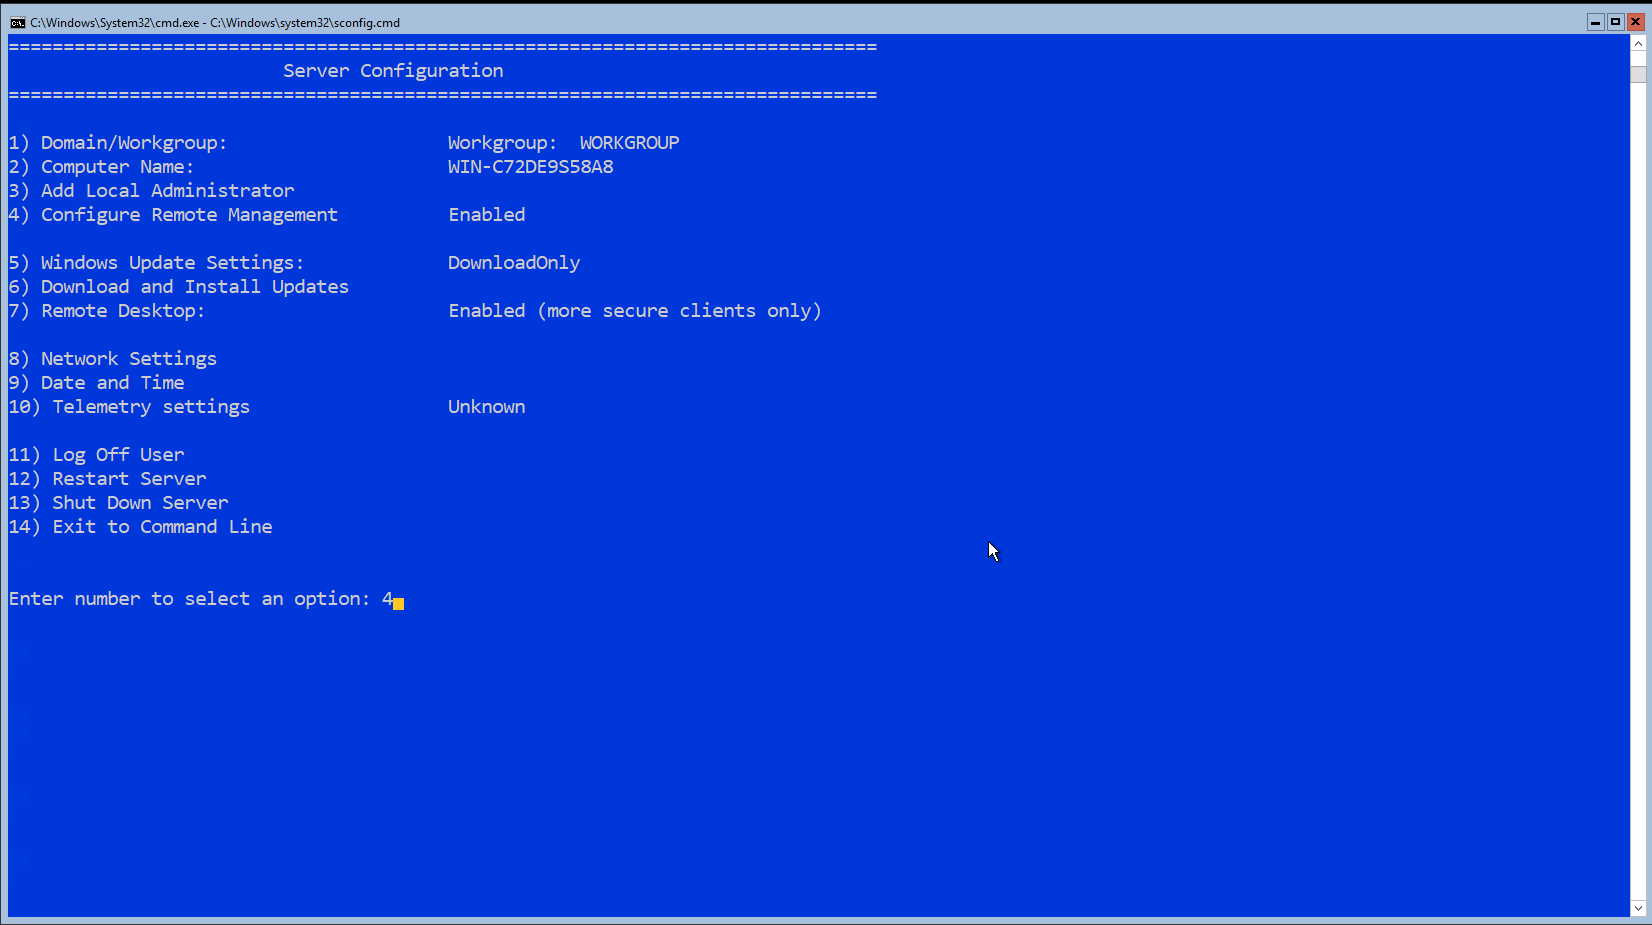 C:\Windows\System32\cmd.exe - C:\Windows\system32\sconfig.cmd
===============================================================================
Server Configuration
===============================================================================
1) Domain/Workgroup: Workgroup: WORKGROUP
2) Computer Name: WIN-C72DE9S58A8
3) Add Local Administrator
4) Configure Remote Management Enabled
5) Windows Update Settings: DownloadOnly
6) Download and Install Updates
7) Remote Desktop: Enabled (more secure clients only)
8) Network Settings
9) Date and Time
10) Telemetry settings Unknown
11) Log Off User
12) Restart Server
13) Shut Down Server
14) Exit to Command Line
Enter number to select an option: 4